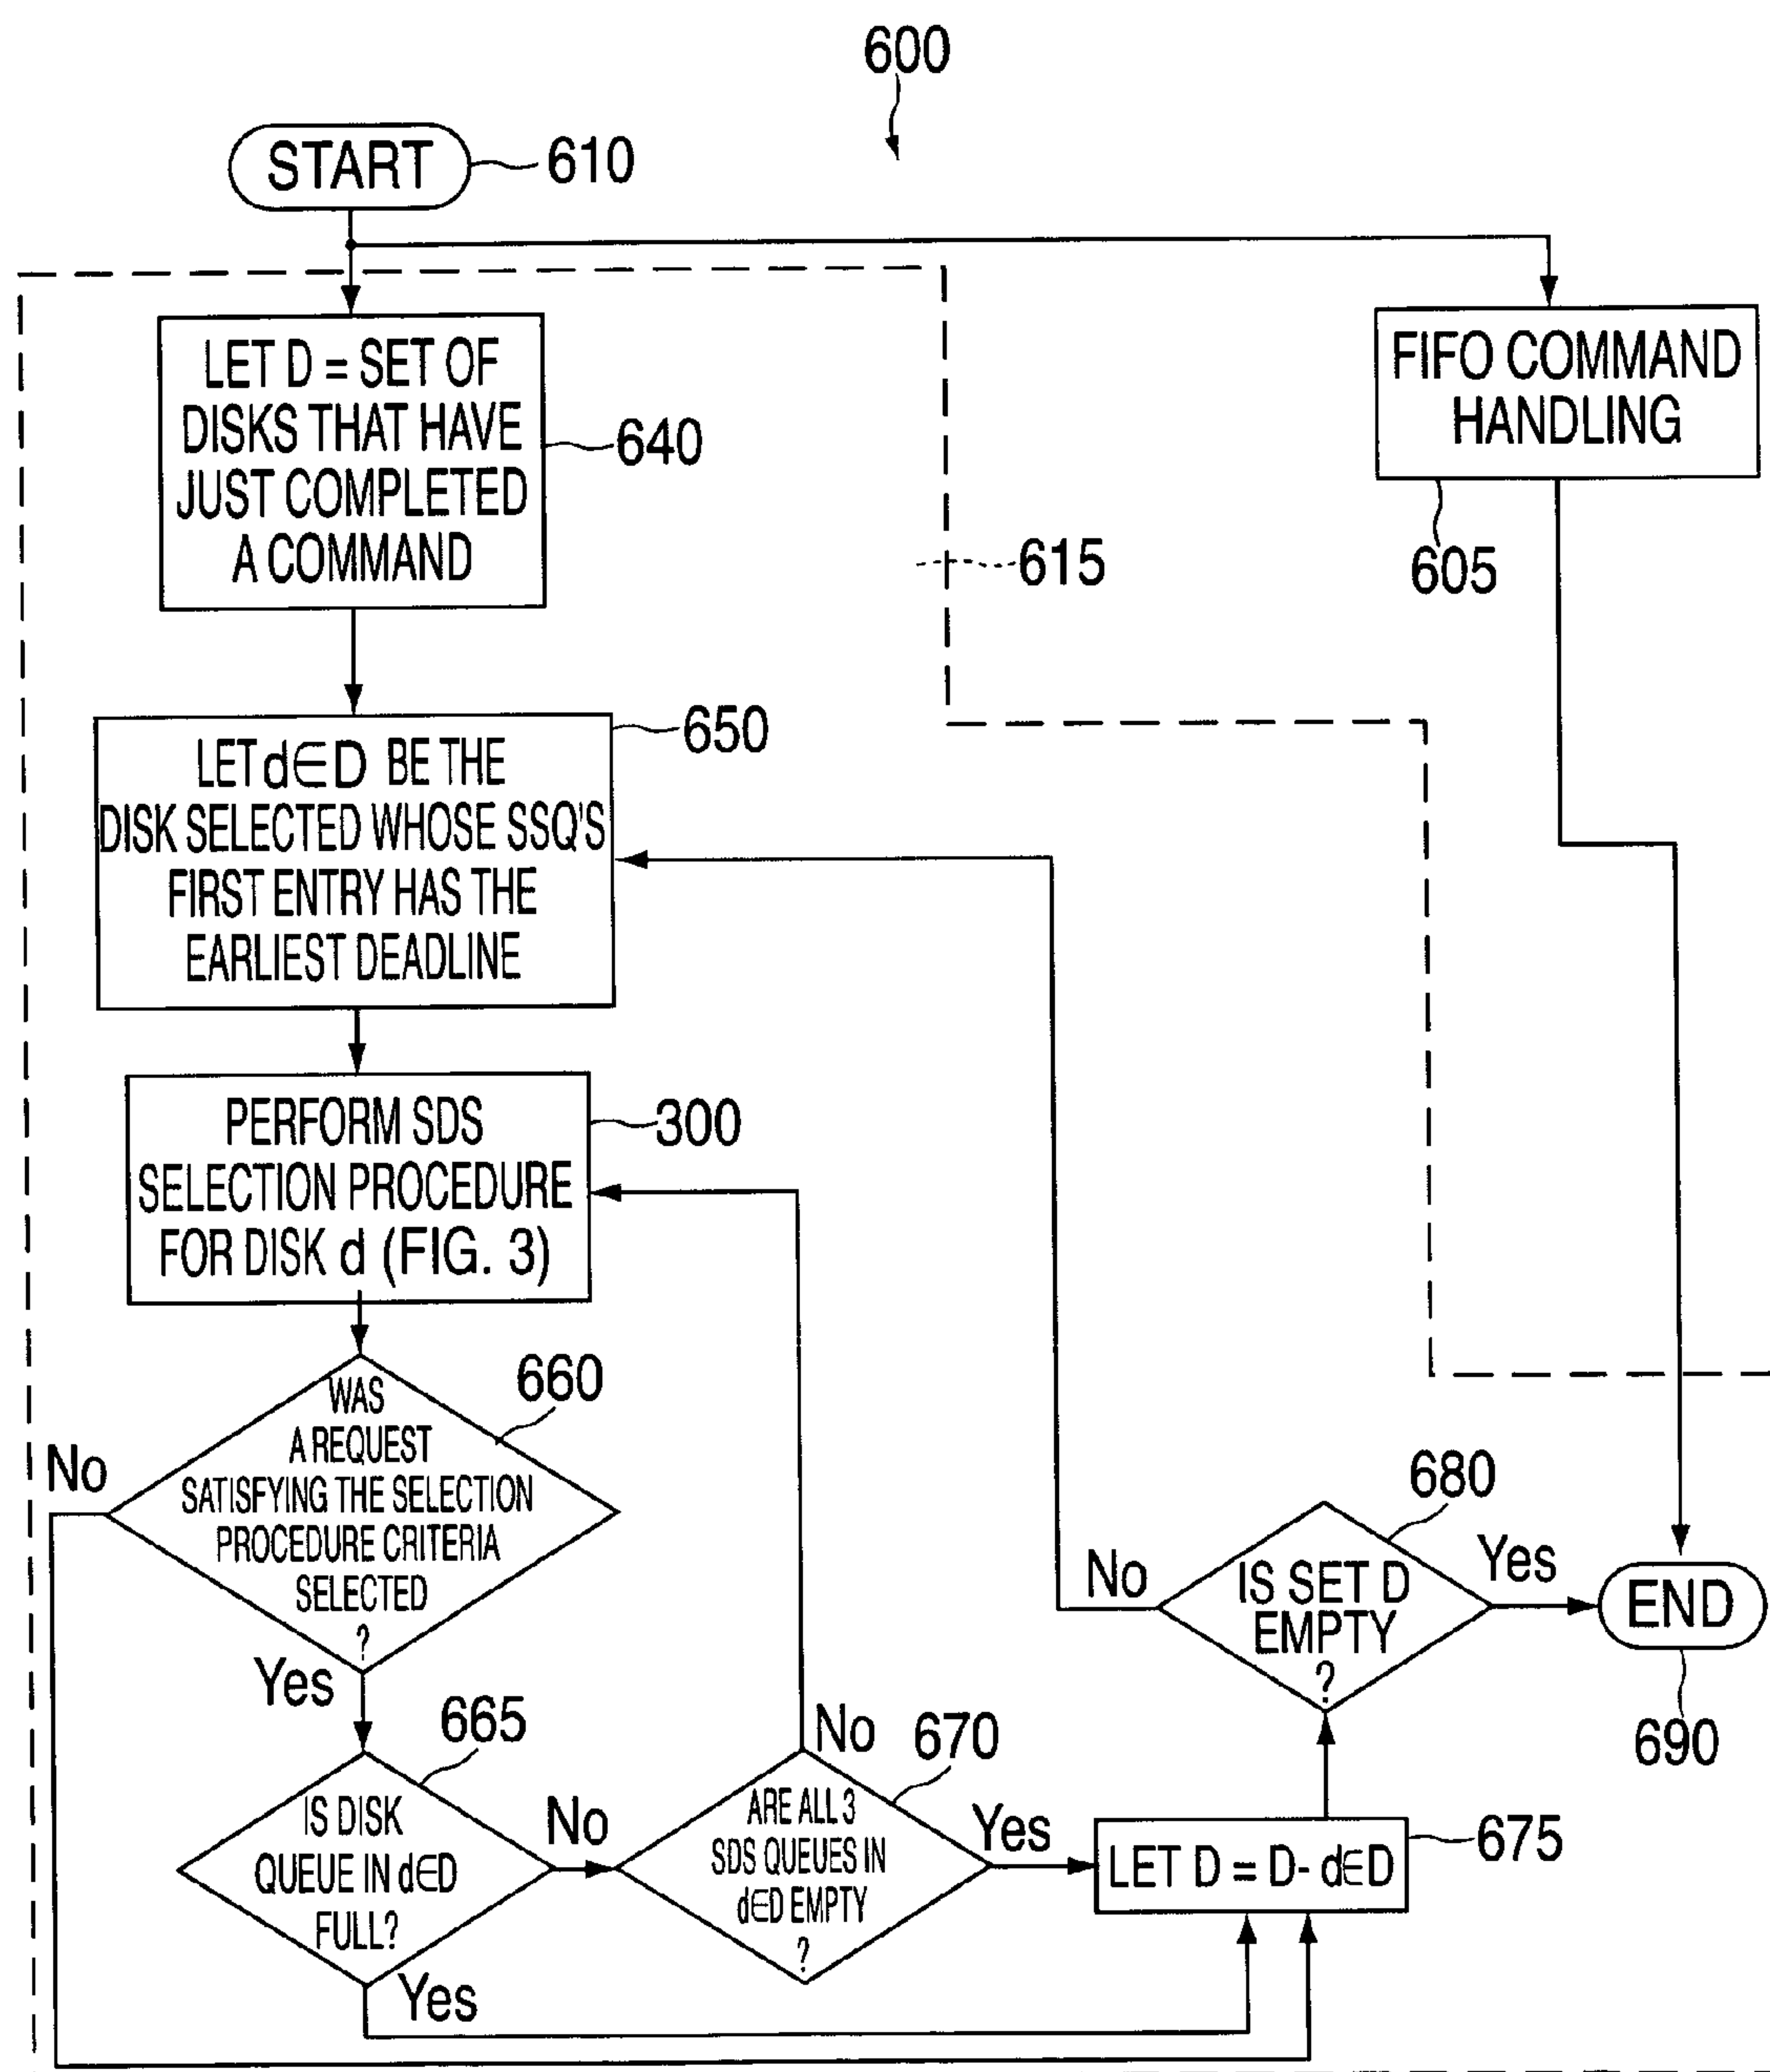 600
START
610
LET D = SET OF
DISKS THAT HAVE
JUST COMPLETED
A COMMAND
640
FIFO COMMAND
HANDLING
605
615
LET d∈D BE THE
DISK SELECTED WHOSE SSQ'S
FIRST ENTRY HAS THE
EARLIEST DEADLINE
650
PERFORM SDS
SELECTION PROCEDURE
FOR DISK d (FIG. 3)
300
WAS
A REQUEST
SATISFYING THE SELECTION
PROCEDURE CRITERIA
SELECTED
?
660
No
Yes
IS DISK
QUEUE IN d∈D
FULL?
665
No
Yes
ARE ALL 3
SDS QUEUES IN
d∈D EMPTY
?
670
No
Yes
LET D = D- d∈D
675
IS SET D
EMPTY
?
680
No
Yes
END
690